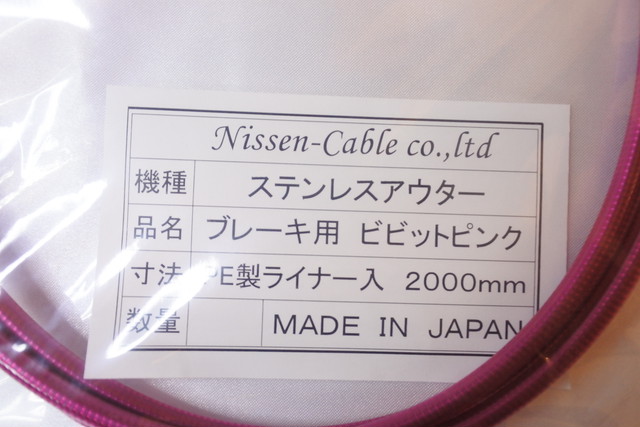 Nissen-Cable co.,ltd
機種 ステンレスアウター
品名 ブレーキ用 ビビットピンク
寸法 PE製ライナー入 2000mm
数量 MADE IN JAPAN